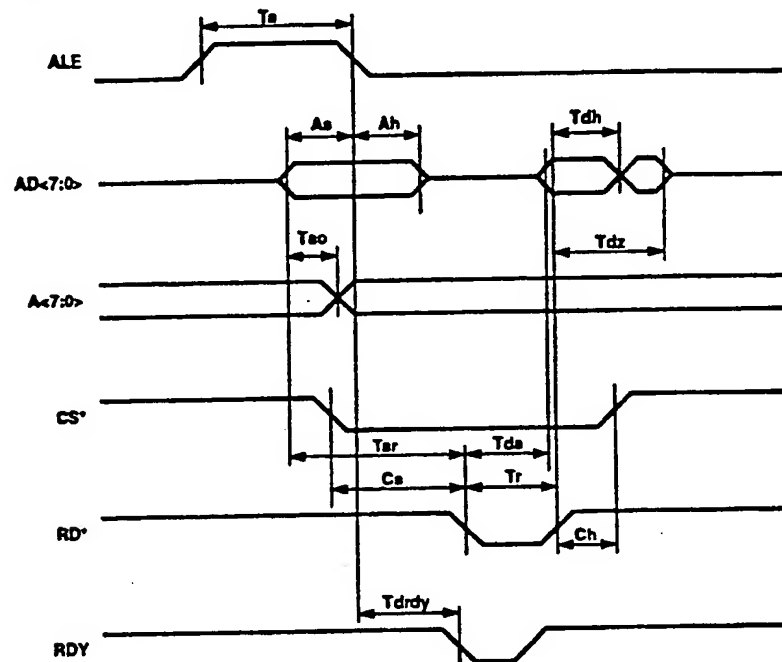 Ta
ALE
As
Ah
Tdh
AD<7:0>
Tao
Tdz
A<7:0>
CS*
Tar
Tda
Cs
Tr
RD*
Ch
Tdrdy
RDY